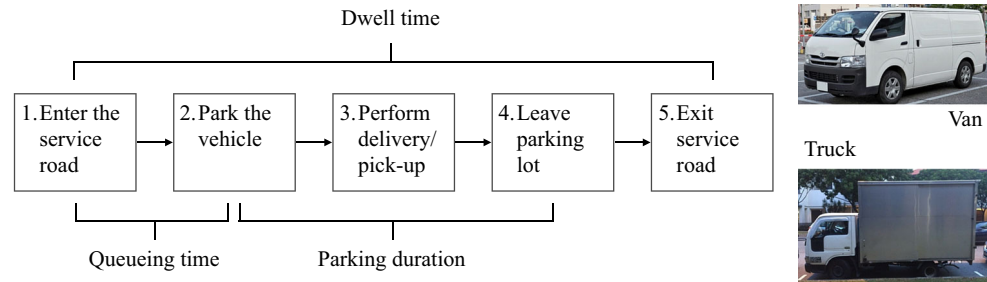 Dwell time
1. Enter the
service
road
2. Park the
vehicle
3. Perform
delivery/
pick-up
4. Leave
parking
lot
5. Exit
service
road
Queueing time
Parking duration
Van
Truck